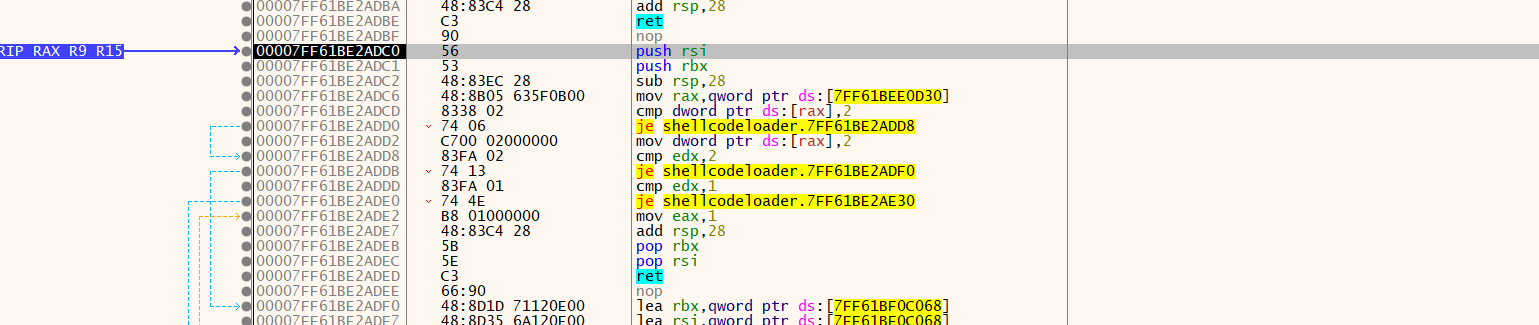 00007FF61BE2ADBA 48:83C4 28 add rsp,28
00007FF61BE2ADBE C3 ret
00007FF61BE2ADBF 90 nop
RIP RAX R9 R15 00007FF61BE2ADC0 56 push rsi
00007FF61BE2ADC1 53 push rbx
00007FF61BE2ADC2 48:83EC 28 sub rsp,28
00007FF61BE2ADC6 48:8B05 635F0B00 mov rax,qword ptr ds:[7FF61BEE0D30]
00007FF61BE2ADCD 8338 02 cmp dword ptr ds:[rax],2
00007FF61BE2ADD0 74 06 je shellcodeloader.7FF61BE2ADD8
00007FF61BE2ADD2 C700 02000000 mov dword ptr ds:[rax],2
00007FF61BE2ADD8 83FA 02 cmp edx,2
00007FF61BE2ADDB 74 13 je shellcodeloader.7FF61BE2ADF0
00007FF61BE2ADDD 83FA 01 cmp edx,1
00007FF61BE2ADE0 74 4E je shellcodeloader.7FF61BE2AE30
00007FF61BE2ADE2 B8 01000000 mov eax,1
00007FF61BE2ADE7 48:83C4 28 add rsp,28
00007FF61BE2ADEB 5B pop rbx
00007FF61BE2ADEC 5E pop rsi
00007FF61BE2ADED C3 ret
00007FF61BE2ADEE 66:90 nop
00007FF61BE2ADF0 48:8D1D 71120E00 lea rbx,qword ptr ds:[7FF61BF0C068]
00007FF61BE2ADF7 48:8D35 6A120E00 lea rsi,qword ptr ds:[7FF61BF0C068]